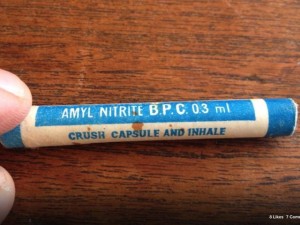 AMYL NITRITE B.P.C. 0.3 ml
CRUSH CAPSULE AND INHALE